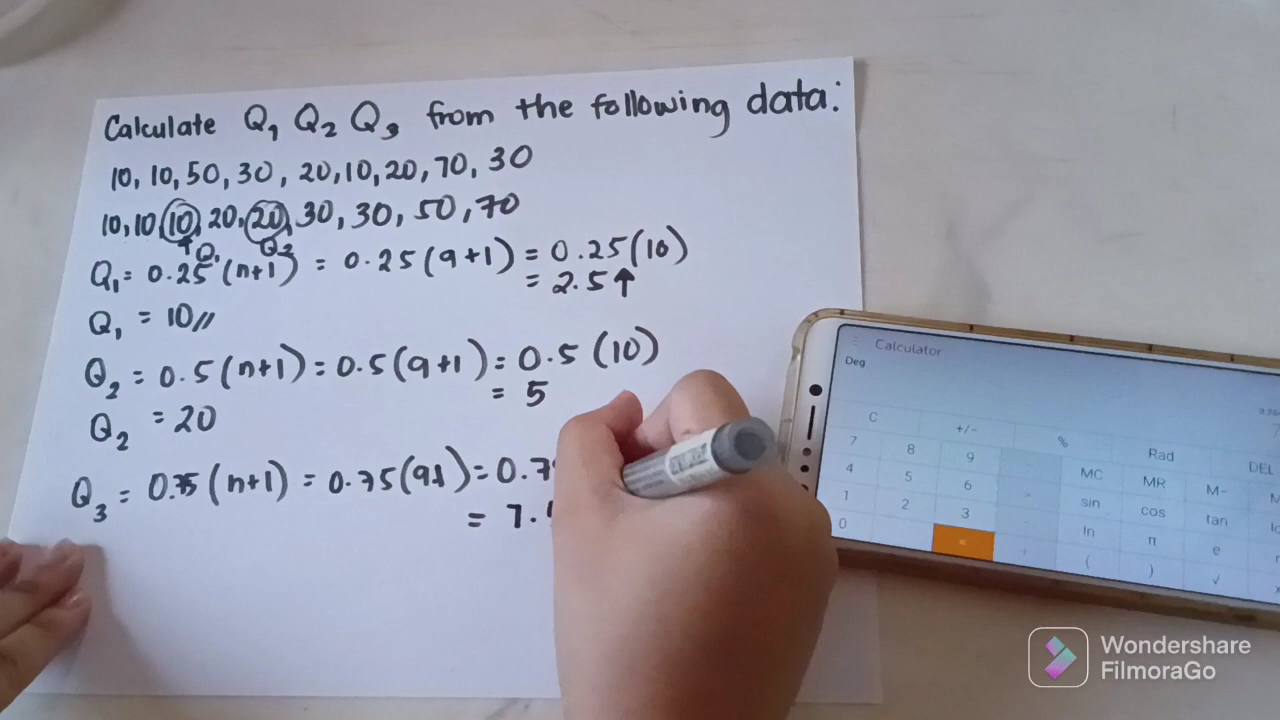 Calculate Q₁ Q₂ Q₃ from the following data:
10, 10, 50, 30, 20, 10, 20, 70, 30
10, 10, 10, 20, 20, 30, 30, 50, 70
↑ Q₁ Q₂
Q₁ = 0.25 (n+1) = 0.25 (9+1) = 0.25 (10)
= 2.5 ↑
Q₁ = 10 //
Q₂ = 0.5 (n+1) = 0.5 (9+1) = 0.5 (10)
= 5
Q₂ = 20
Q₃ = 0.75 (n+1) = 0.75 (9+1) = 0.7
= 7.
Calculator
Deg
C +/- % Rad DEL
7 8 9 MC MR M-
4 5 6 sin cos tan
1 2 3 ln π e
0 = + ( ) √
Wondershare
FilmoraGo